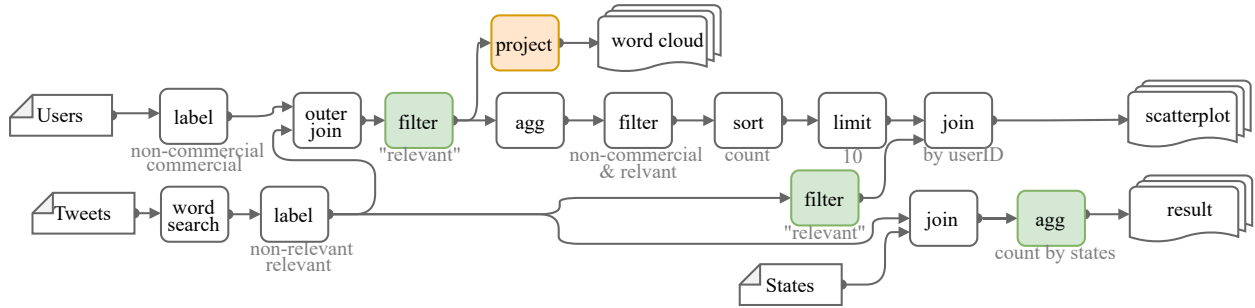 project
word cloud
Users
label
non-commercial
commercial
outer
join
filter
"relevant"
agg
filter
non-commercial
& relvant
sort
count
limit
10
join
by userID
scatterplot
Tweets
word
search
label
non-relevant
relevant
filter
"relevant"
join
agg
count by states
result
States